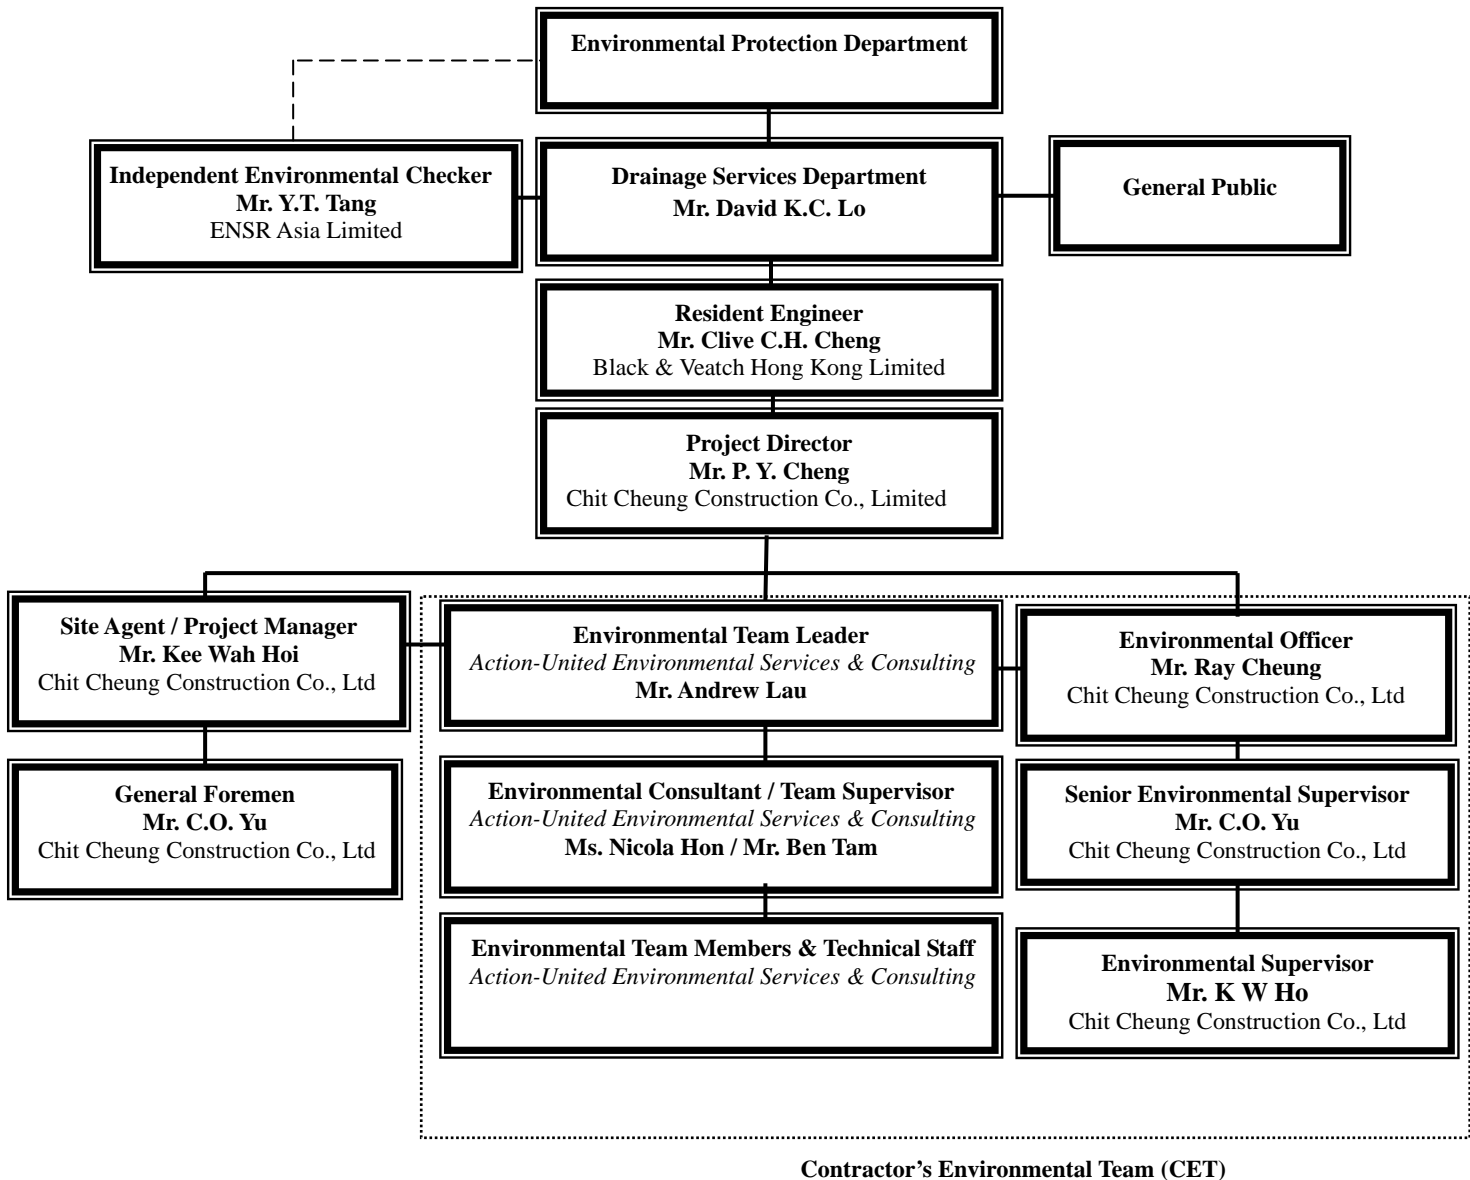 Environmental Protection Department
Independent Environmental Checker
Mr. Y.T. Tang
ENSR Asia Limited
Drainage Services Department
Mr. David K.C. Lo
General Public
Resident Engineer
Mr. Clive C.H. Cheng
Black & Veatch Hong Kong Limited
Project Director
Mr. P. Y. Cheng
Chit Cheung Construction Co., Limited
Site Agent / Project Manager
Mr. Kee Wah Hoi
Chit Cheung Construction Co., Ltd
Environmental Team Leader
Action-United Environmental Services & Consulting
Mr. Andrew Lau
Environmental Officer
Mr. Ray Cheung
Chit Cheung Construction Co., Ltd
General Foremen
Mr. C.O. Yu
Chit Cheung Construction Co., Ltd
Environmental Consultant / Team Supervisor
Action-United Environmental Services & Consulting
Ms. Nicola Hon / Mr. Ben Tam
Senior Environmental Supervisor
Mr. C.O. Yu
Chit Cheung Construction Co., Ltd
Environmental Team Members & Technical Staff
Action-United Environmental Services & Consulting
Environmental Supervisor
Mr. K W Ho
Chit Cheung Construction Co., Ltd
Contractor's Environmental Team (CET)